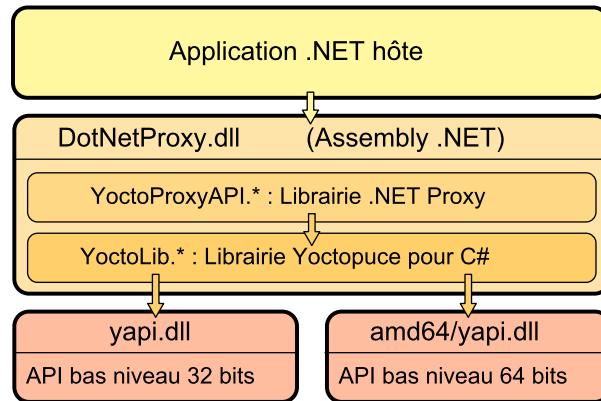 Application .NET hôte
DotNetProxy.dll (Assembly .NET)
YoctoProxyAPI.* : Librairie .NET Proxy
YoctoLib.* : Librairie Yoctopuce pour C#
yapi.dll
API bas niveau 32 bits
amd64/yapi.dll
API bas niveau 64 bits